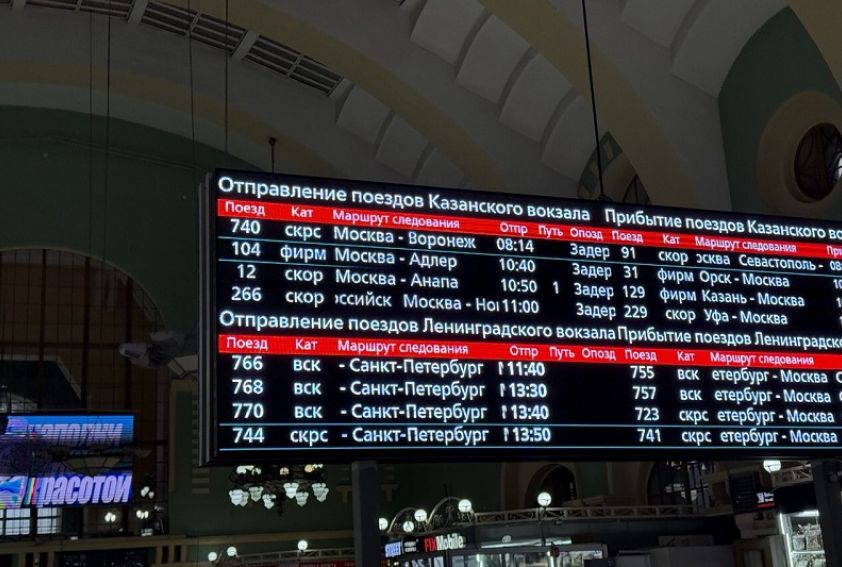 Отправление поездов Казанского вокзала Прибытие поездов Казанского во
Поезд Кат Маршрут следования Отпр Путь Опозд Поезд Кат Маршрут следования
740 скрс Москва - Воронеж 08:14 Задер 91 скор осква Севастополь -
104 фирм Москва - Адлер 10:40 Задер 31 фирм Орск - Москва
12 скор Москва - Анапа 10:50 1 Задер 129 фирм Казань - Москва
266 скор оссийск Москва - Но 11:00 Задер 229 скор Уфа - Москва
Отправление поездов Ленинградского вокзала Прибытие поездов Ленинградско
Поезд Кат Маршрут следования Отпр Путь Опозд Поезд Кат Маршрут следования
766 вск - Санкт-Петербург 11:40 755 вск етербург - Москва С
768 вск - Санкт-Петербург 13:30 757 вск етербург - Москва
770 вск - Санкт-Петербург 13:40 723 скрс етербург - Москва
744 скрс - Санкт-Петербург 13:50 741 скрс етербург - Москва
FIXMobile